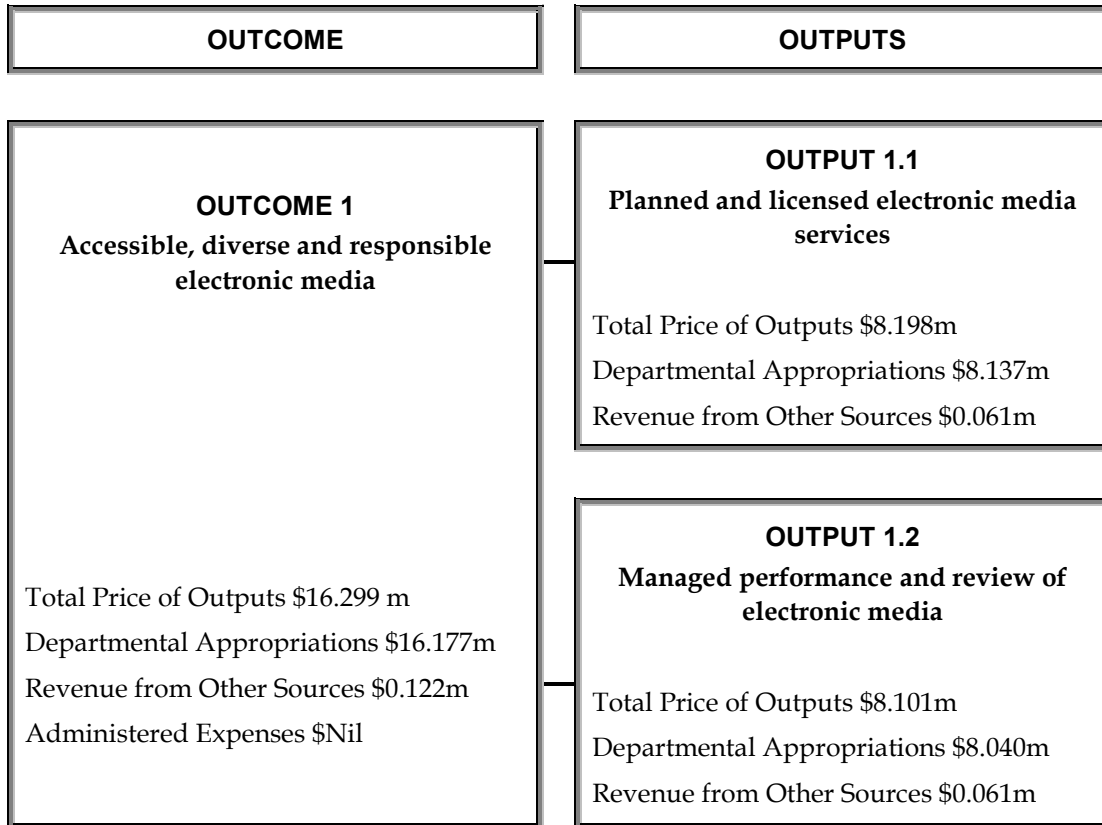 OUTCOME
OUTPUTS
OUTCOME 1
Accessible, diverse and responsible
electronic media
Total Price of Outputs $16.299 m
Departmental Appropriations $16.177m
Revenue from Other Sources $0.122m
Administered Expenses $Nil
OUTPUT 1.1
Planned and licensed electronic media
services
Total Price of Outputs $8.198m
Departmental Appropriations $8.137m
Revenue from Other Sources $0.061m
OUTPUT 1.2
Managed performance and review of
electronic media
Total Price of Outputs $8.101m
Departmental Appropriations $8.040m
Revenue from Other Sources $0.061m